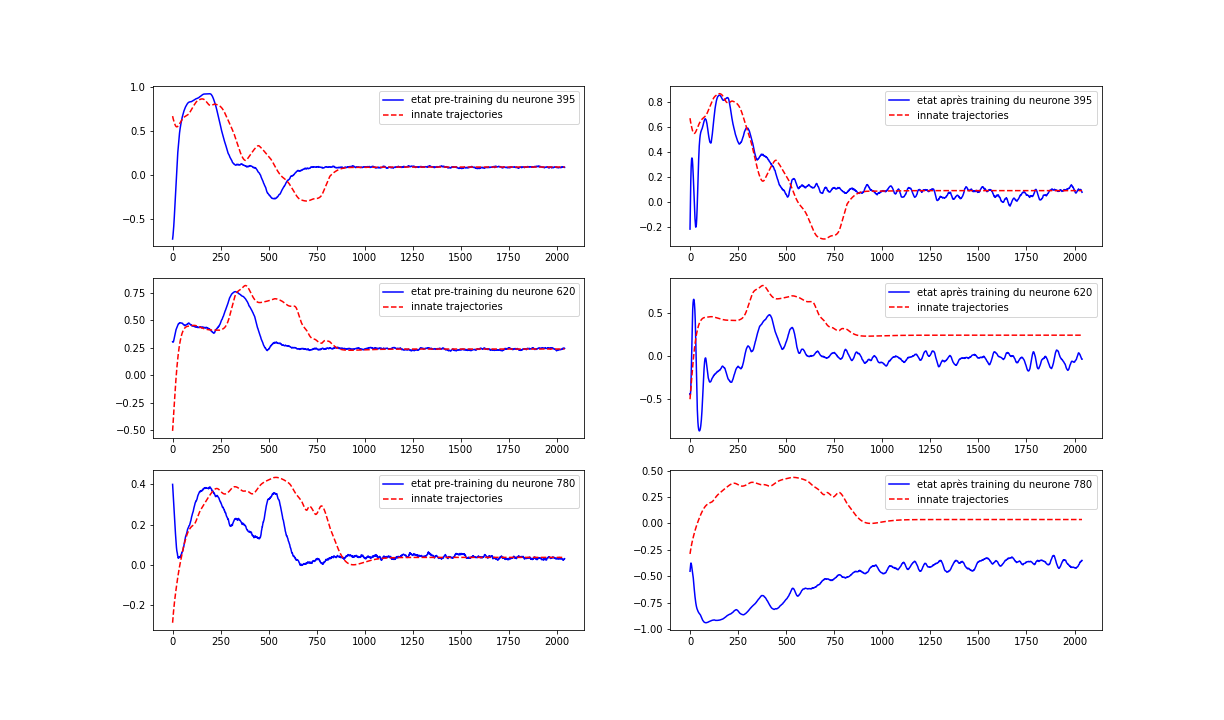 1.0
0.5
0.0
−0.5
0 250 500 750 1000 1250 1500 1750 2000
etat pre-training du neurone 395
innate trajectories
0.8
0.6
0.4
0.2
0.0
−0.2
0 250 500 750 1000 1250 1500 1750 2000
etat après training du neurone 395
innate trajectories
0.75
0.50
0.25
0.00
−0.25
−0.50
0 250 500 750 1000 1250 1500 1750 2000
etat pre-training du neurone 620
innate trajectories
0.5
0.0
−0.5
0 250 500 750 1000 1250 1500 1750 2000
etat après training du neurone 620
innate trajectories
0.4
0.2
0.0
−0.2
0 250 500 750 1000 1250 1500 1750 2000
etat pre-training du neurone 780
innate trajectories
0.50
0.25
0.00
−0.25
−0.50
−0.75
−1.00
0 250 500 750 1000 1250 1500 1750 2000
etat après training du neurone 780
innate trajectories